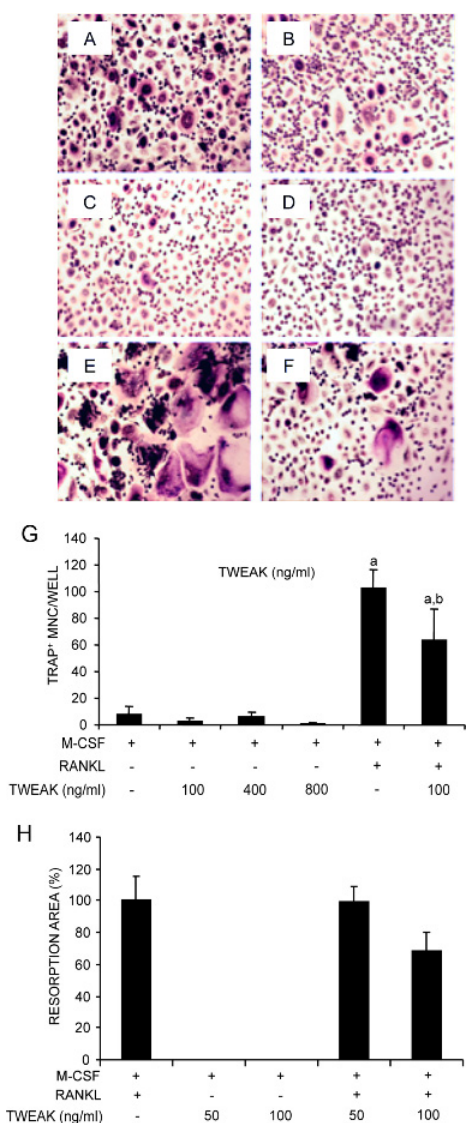 A B
C D
E F
G
TRAP⁺ MNC/WELL
140
120
100
80
60
40
20
0
TWEAK (ng/ml)
a
a,b
M-CSF + + + + + +
RANKL - - - - + +
TWEAK (ng/ml) - 100 400 800 - 100
H
RESORPTION AREA (%)
140
120
100
80
60
40
20
0
M-CSF + + + + +
RANKL + - - + +
TWEAK (ng/ml) - 50 100 50 100